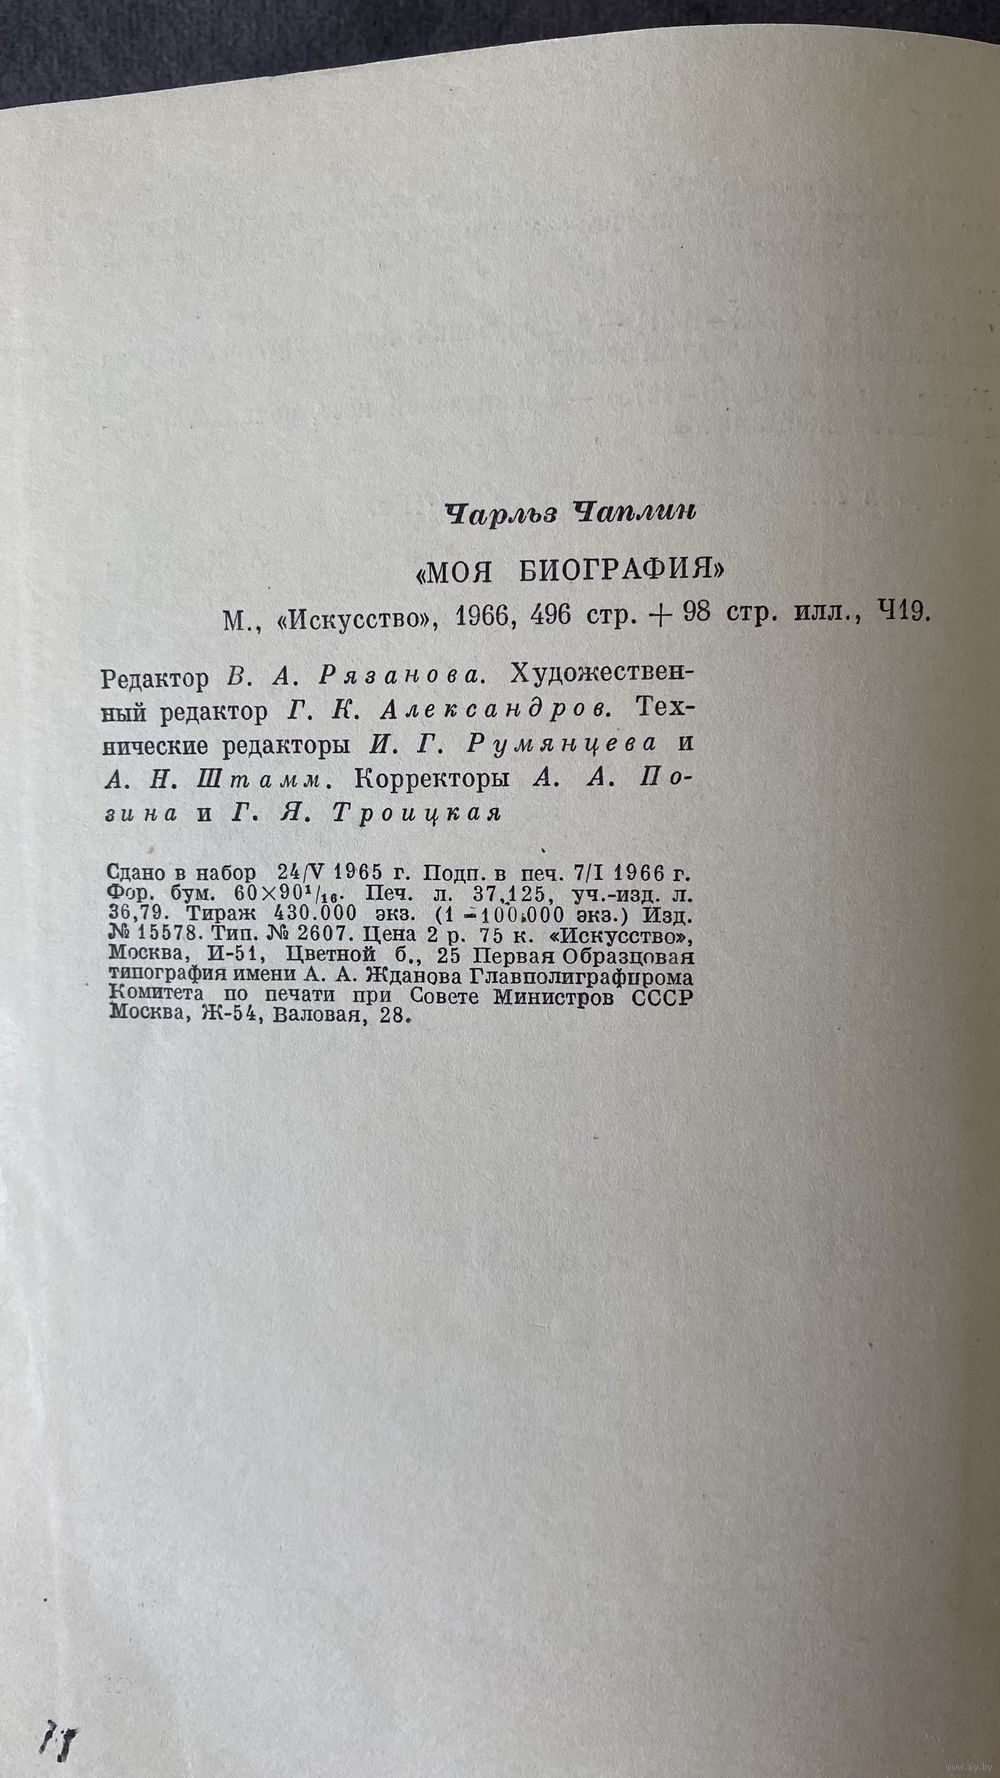 Чарльз Чаплин
«МОЯ БИОГРАФИЯ»
М., «Искусство», 1966, 496 стр. + 98 стр. илл., Ч19.
Редактор В. А. Рязанова. Художествен-
ный редактор Г. К. Александров. Тех-
нические редакторы И. Г. Румянцева и
А. Н. Штамм. Корректоры А. А. По-
зина и Г. Я. Троицкая
Сдано в набор 24/V 1965 г. Подп. в печ. 7/I 1966 г.
Фор. бум. 60×90¹/₁₆. Печ. л. 37,125, уч.-изд. л.
36,79. Тираж 430.000 экз. (1 – 100.000 экз.) Изд.
№ 15578. Тип. № 2607. Цена 2 р. 75 к. «Искусство»,
Москва, И-51, Цветной б., 25 Первая Образцовая
типография имени А. А. Жданова Главполиграфпрома
Комитета по печати при Совете Министров СССР
Москва, Ж-54, Валовая, 28.
www.ay.by